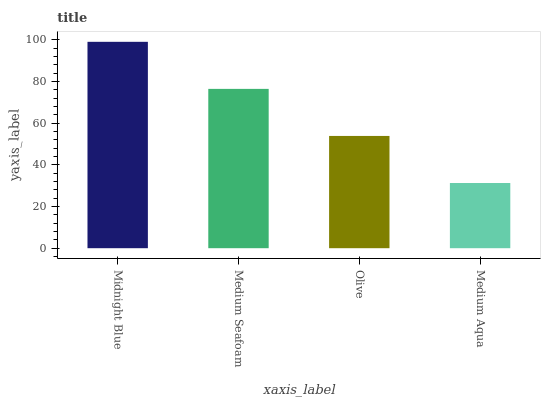 title
100
80
60
40
20
0
yaxis_label
Midnight Blue
Medium Seafoam
Olive
Medium Aqua
xaxis_label